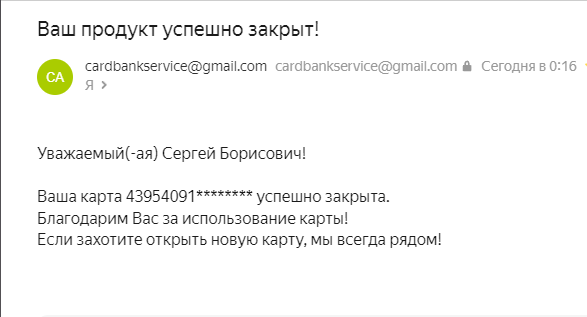 Ваш продукт успешно закрыт!
CA
cardbankservice@gmail.com cardbankservice@gmail.com Сегодня в 0:16
Я >
Уважаемый(-ая) Сергей Борисович!
Ваша карта 43954091******** успешно закрыта.
Благодарим Вас за использование карты!
Если захотите открыть новую карту, мы всегда рядом!